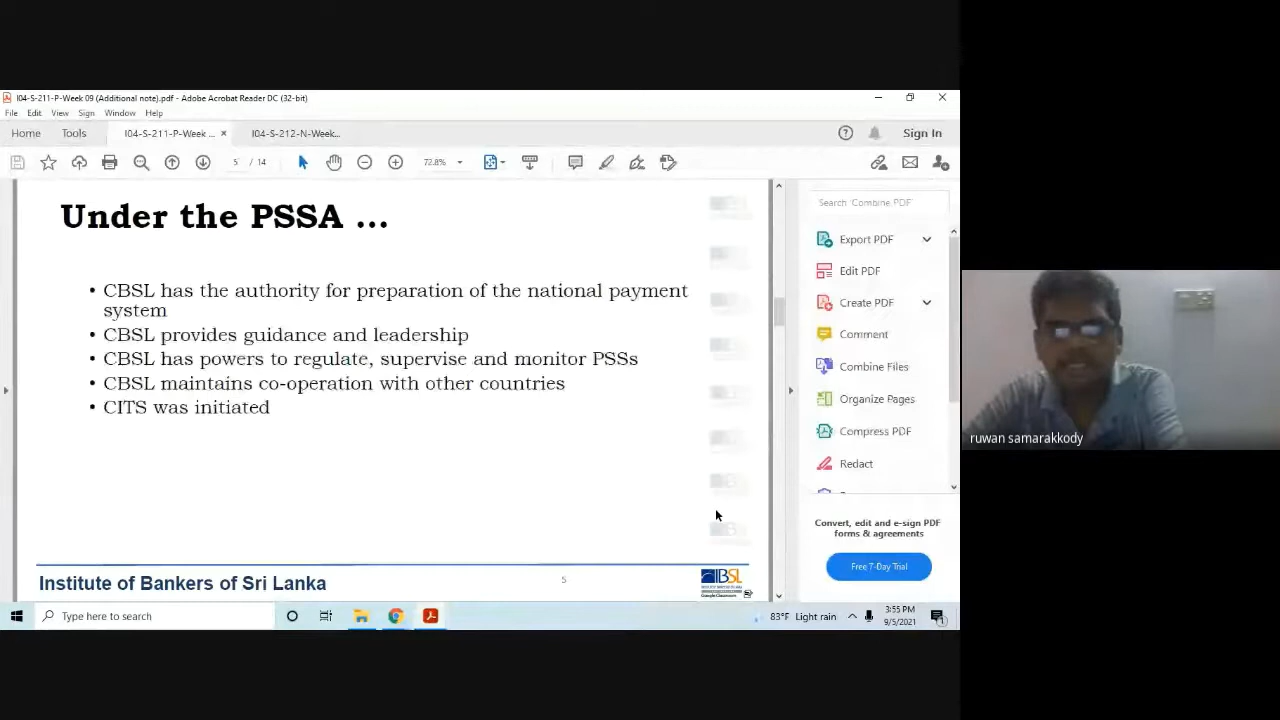 I04-S-211-P-Week 09 (Additional note).pdf - Adobe Acrobat Reader DC (32-bit)
File Edit View Sign Window Help
Home Tools I04-S-211-P-Week ... × I04-S-212-N-Week... Sign In
5 / 14 72.8%
Search 'Combine PDF'
Under the PSSA ...
• CBSL has the authority for preparation of the national payment
system
• CBSL provides guidance and leadership
• CBSL has powers to regulate, supervise and monitor PSSs
• CBSL maintains co-operation with other countries
• CITS was initiated
Export PDF
Edit PDF
Create PDF
Comment
Combine Files
Organize Pages
Compress PDF
Redact
Convert, edit and e-sign PDF
forms & agreements
Free 7-Day Trial
Institute of Bankers of Sri Lanka
5
IBSL
Type here to search
83°F Light rain
3:55 PM
9/5/2021
1
ruwan samarakkody